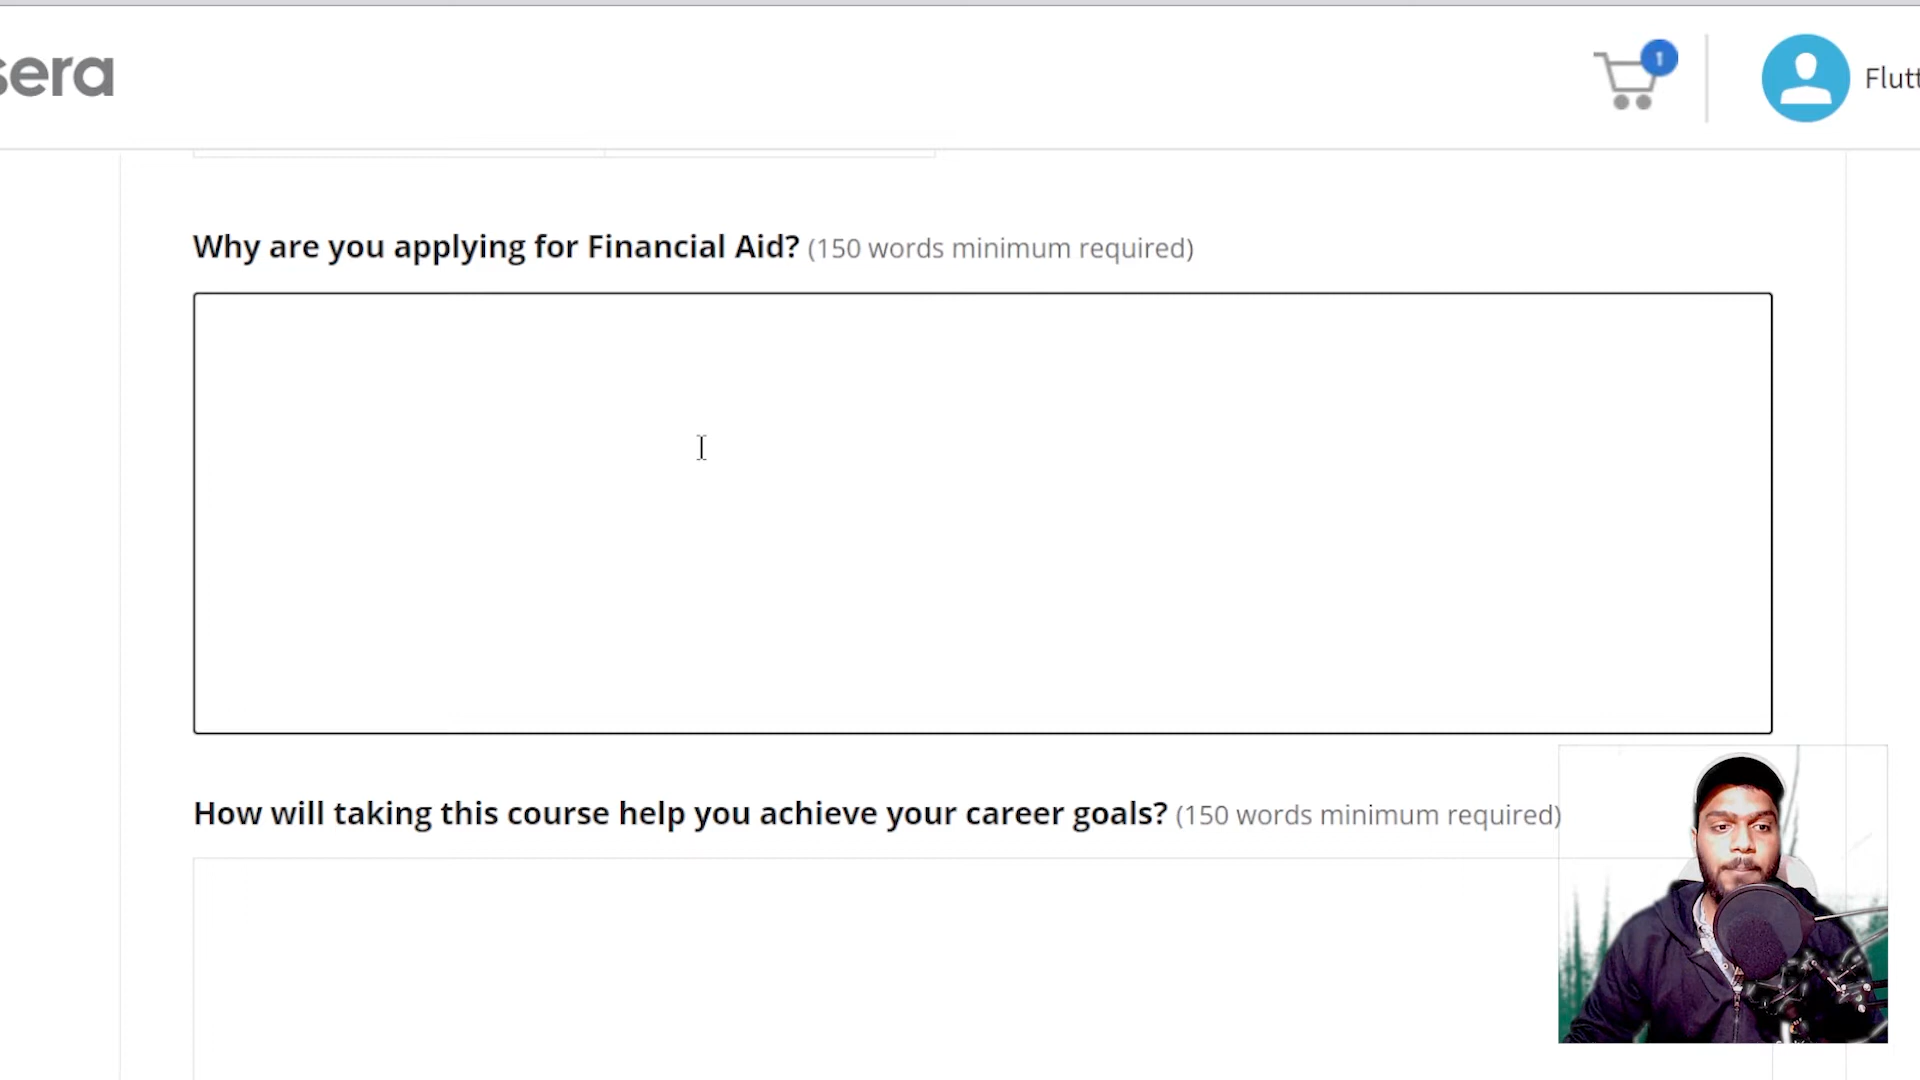 sera
1
Flutt
Why are you applying for Financial Aid? (150 words minimum required)
How will taking this course help you achieve your career goals? (150 words minimum required)